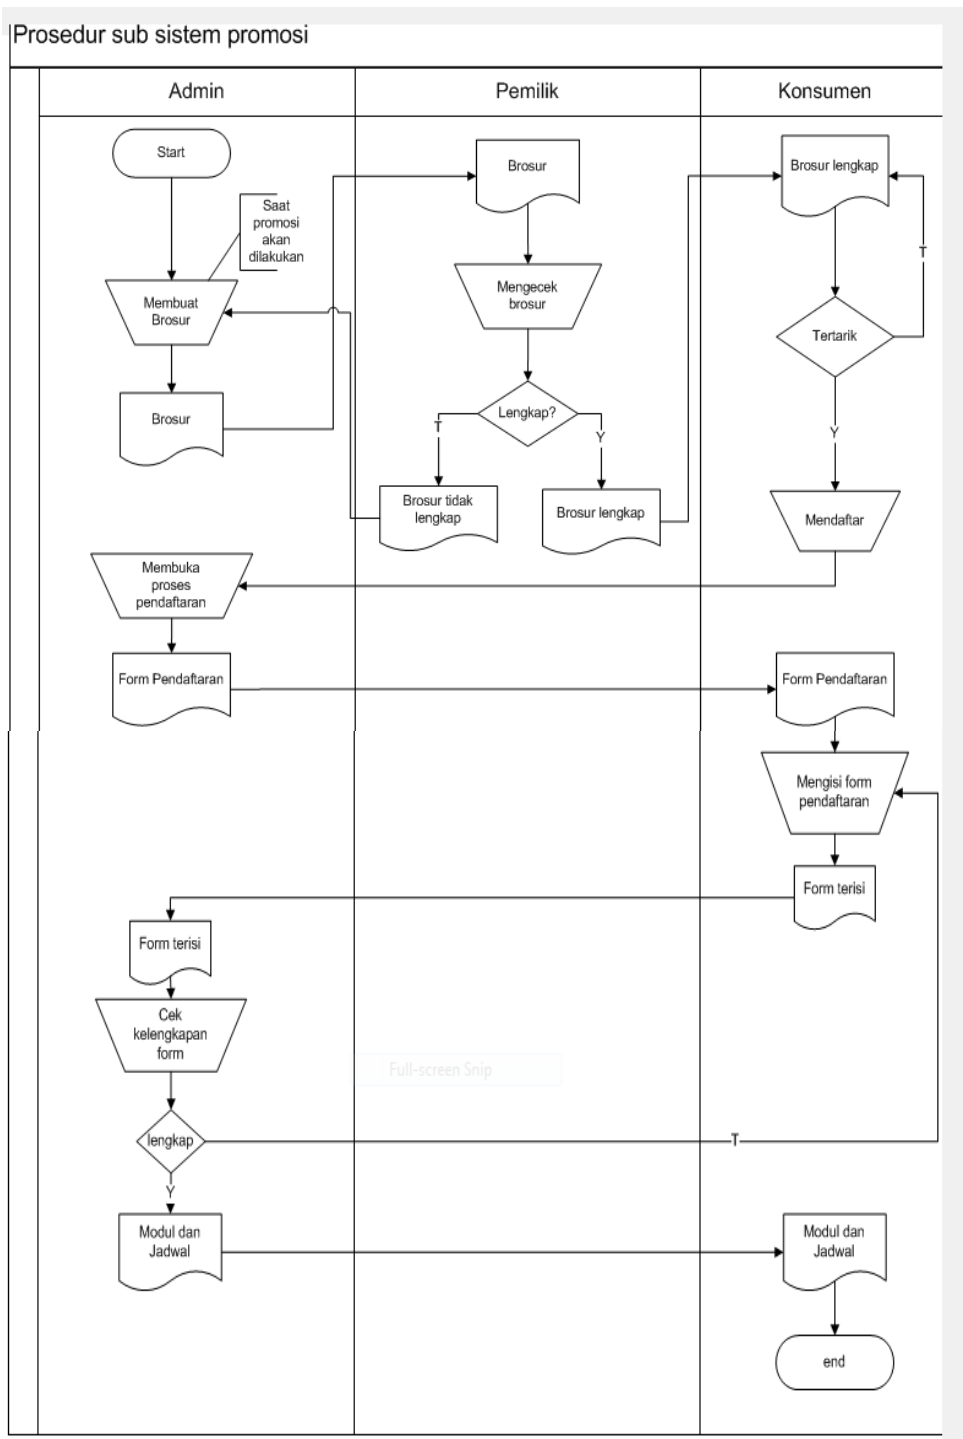 Prosedur sub sistem promosi
Admin
Pemilik
Konsumen
Start
Saat
promosi
akan
dilakukan
Membuat
Brosur
Brosur
Brosur
Mengecek
brosur
Lengkap?
T
Y
Brosur tidak
lengkap
Brosur lengkap
Brosur lengkap
T
Tertarik
Y
Mendaftar
Membuka
proses
pendaftaran
Form Pendaftaran
Form Pendaftaran
Mengisi form
pendaftaran
Form terisi
Form terisi
Cek
kelengkapan
form
Full-screen Snip
lengkap
T
Y
Modul dan
Jadwal
Modul dan
Jadwal
end